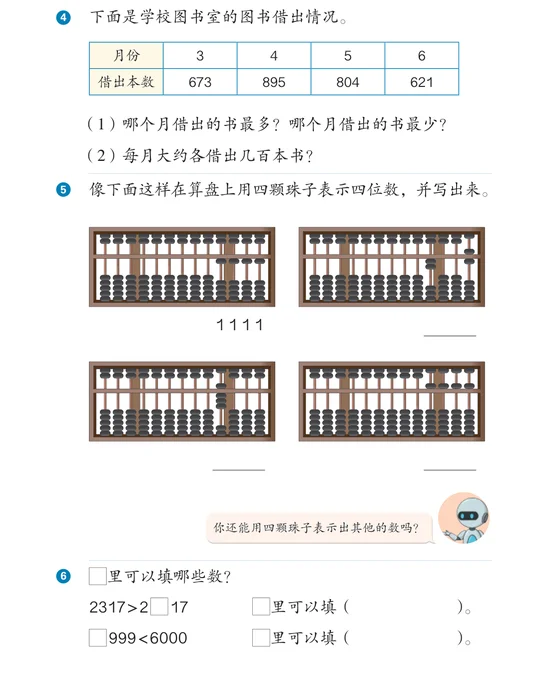 4 下面是学校图书室的图书借出情况。
月份 3 4 5 6
借出本数 673 895 804 621
(1) 哪个月借出的书最多？哪个月借出的书最少？
(2) 每月大约各借出几百本书？
5 像下面这样在算盘上用四颗珠子表示四位数，并写出来。
1111
你还能用四颗珠子表示出其他的数吗？
6 □里可以填哪些数？
2317>2□17 □里可以填( )。
□999<6000 □里可以填( )。